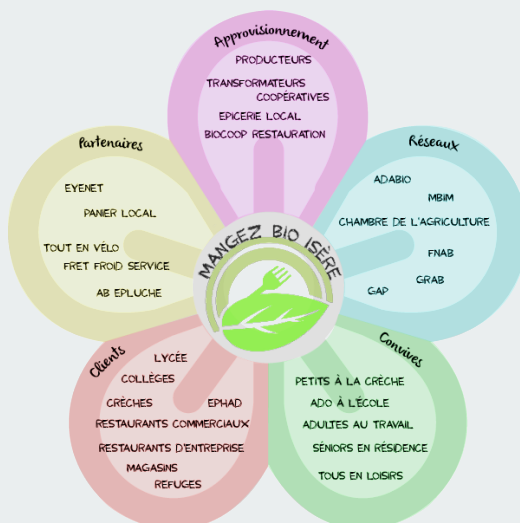 Approvisionnement
PRODUCTEURS
TRANSFORMATEURS
COOPÉRATIVES
EPICERIE LOCAL
BIOCOOP RESTAURATION
Partenaires
EYENET
PANIER LOCAL
TOUT EN VÉLO
FRET FROID SERVICE
AB EPLUCHE
Réseaux
ADABIO
MBIM
CHAMBRE DE L'AGRICULTURE
FNAB
GRAB
GAP
MANGEZ BIO ISÈRE
Clients
LYCÉE
COLLÈGES
CRÈCHES
EPHAD
RESTAURANTS COMMERCIAUX
RESTAURANTS D'ENTREPRISE
MAGASINS
REFUGES
Convives
PETITS À LA CRÈCHE
ADO À L'ÉCOLE
ADULTES AU TRAVAIL
SÉNIORS EN RÉSIDENCE
TOUS EN LOISIRS